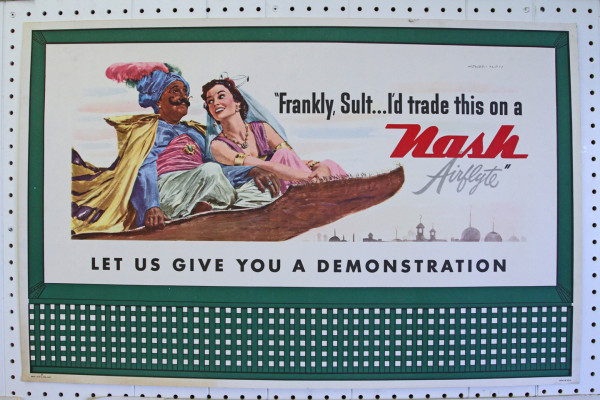 "Frankly, Sult...I'd trade this on a
Nash
Airflyte"
LET US GIVE YOU A DEMONSTRATION